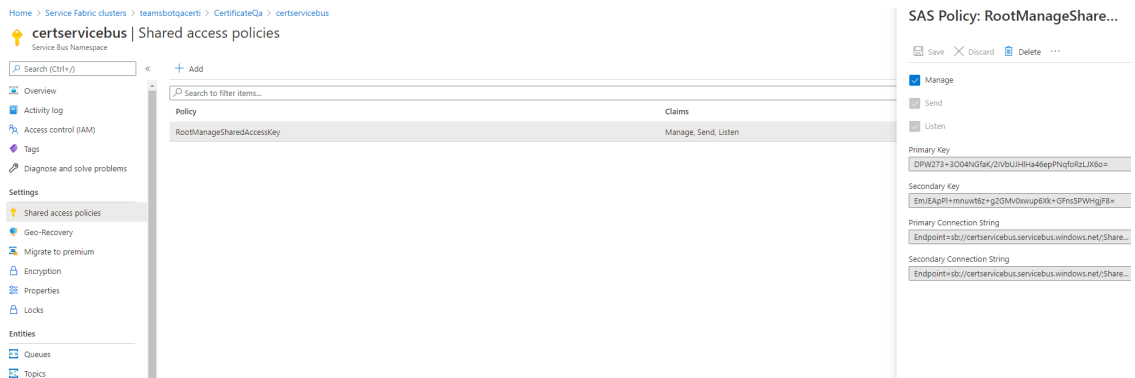 Home > Service Fabric clusters > teamsbotqacerti > CertificateQa > certservicebus
certservicebus | Shared access policies
Service Bus Namespace
Search (Ctrl+/)
«
Overview
Activity log
Access control (IAM)
Tags
Diagnose and solve problems
Settings
Shared access policies
Geo-Recovery
Migrate to premium
Encryption
Properties
Locks
Entities
Queues
Topics
+ Add
Search to filter items...
Policy Claims
RootManageSharedAccessKey Manage, Send, Listen
SAS Policy: RootManageShare...
Save Discard Delete ...
Manage
Send
Listen
Primary Key
Secondary Key
Primary Connection String
Endpoint=sb://certservicebus.servicebus.windows.net/;Share...
Secondary Connection String
Endpoint=sb://certservicebus.servicebus.windows.net/;Share...